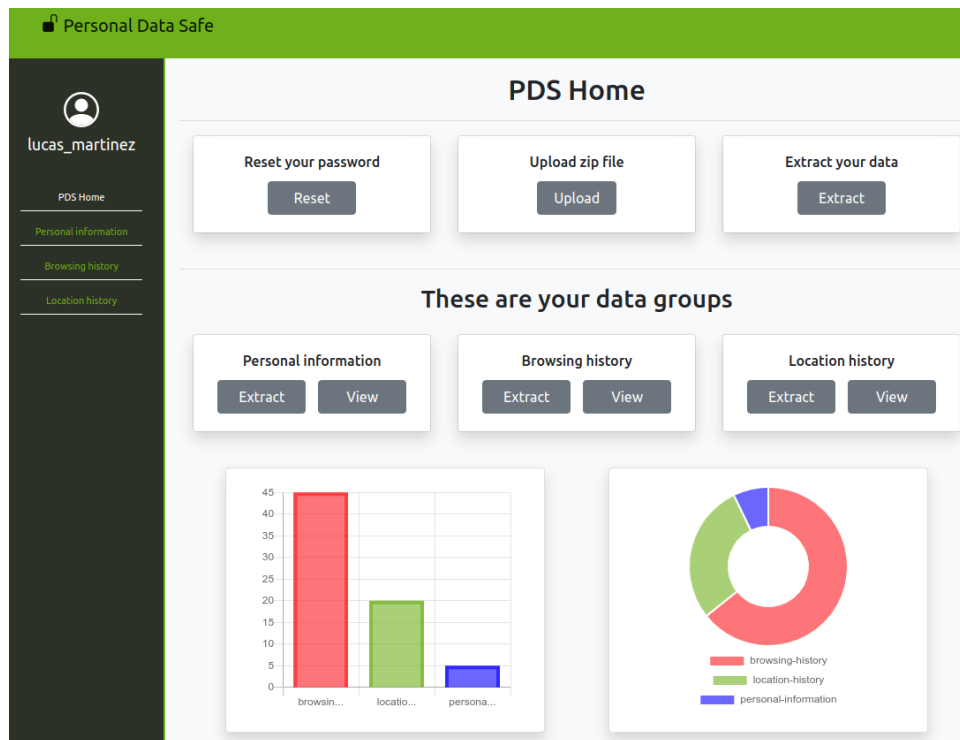 Personal Data Safe
lucas_martinez
PDS Home
Personal information
Browsing history
Location history
PDS Home
Reset your password
Reset
Upload zip file
Upload
Extract your data
Extract
These are your data groups
Personal information
Extract View
Browsing history
Extract View
Location history
Extract View
45
40
35
30
25
20
15
10
5
0
browsin... locatio... persona...
browsing-history
location-history
personal-information